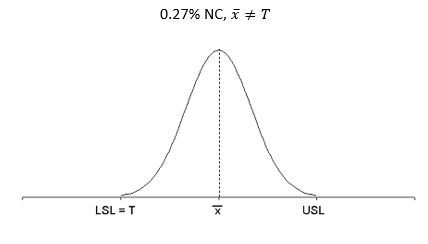 0.27% NC, x̄ ≠ T
LSL = T x̄ USL